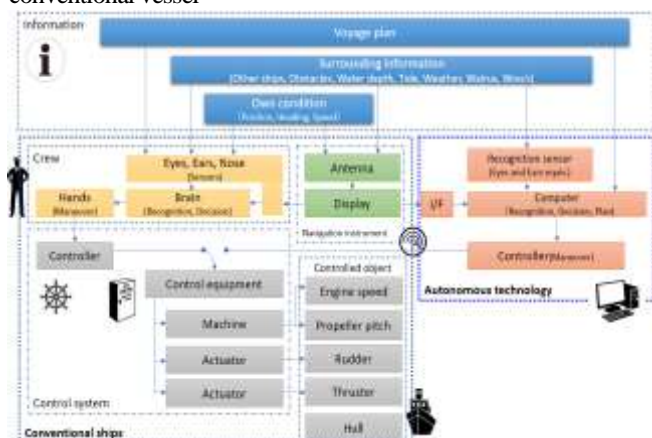 conventional vessel
Information
Voyage plan
Surrounding information
(Other ships, Obstacles, Water depth, Tide, Weather, Waves, Winds)
Own condition
(Position, Heading, Speed)
Crew
Eyes, Ears, Nose
(Sensors)
Hands
(Maneuver)
Brain
(Recognition, Decision)
Antenna
Display
Navigation instrument
Recognition sensor
(Eyes and Ears equiv.)
I/F
Computer
(Recognition, Decision, Plan)
Controller(Maneuver)
Autonomous technology
Controller
Control equipment
Machine
Actuator
Actuator
Control system
Controlled object
Engine speed
Propeller pitch
Rudder
Thruster
Hull
Conventional ships